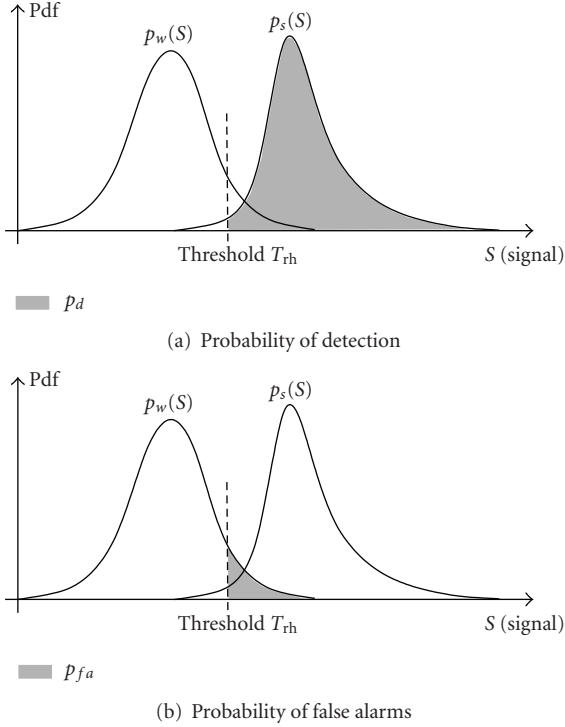 Pdf
p_w(S)
p_s(S)
Threshold T_rh
S (signal)
p_d
(a) Probability of detection
Pdf
p_w(S)
p_s(S)
Threshold T_rh
S (signal)
p_fa
(b) Probability of false alarms